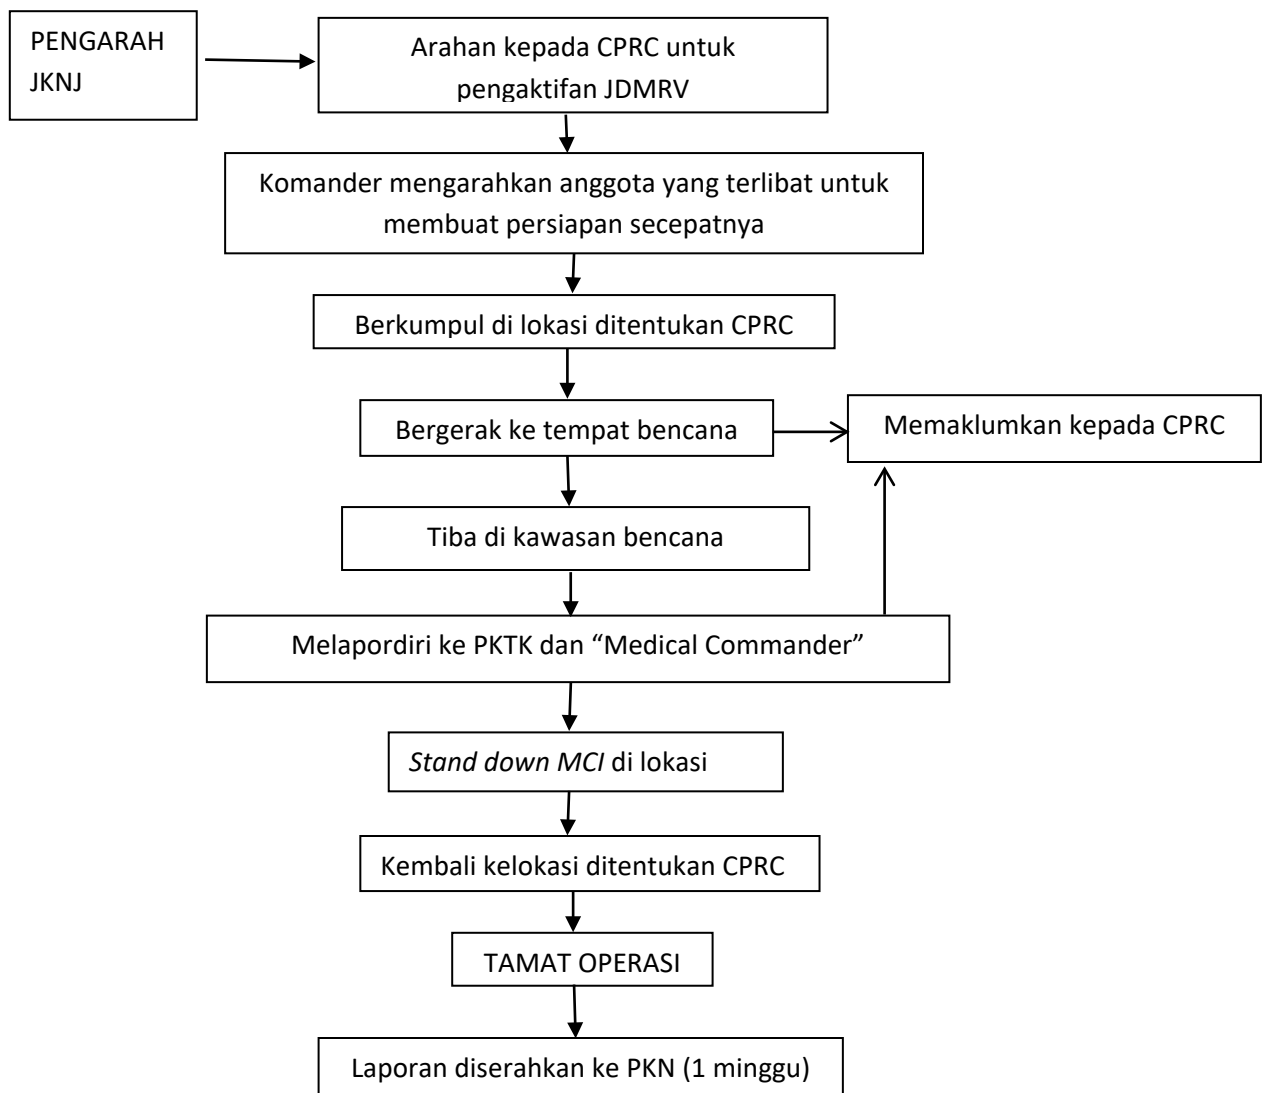 PENGARAH
JKNJ
Arahan kepada CPRC untuk
pengaktifan JDMRV
Komander mengarahkan anggota yang terlibat untuk
membuat persiapan secepatnya
Berkumpul di lokasi ditentukan CPRC
Bergerak ke tempat bencana
Memaklumkan kepada CPRC
Tiba di kawasan bencana
Melapordiri ke PKTK dan “Medical Commander”
Stand down MCI di lokasi
Kembali kelokasi ditentukan CPRC
TAMAT OPERASI
Laporan diserahkan ke PKN (1 minggu)